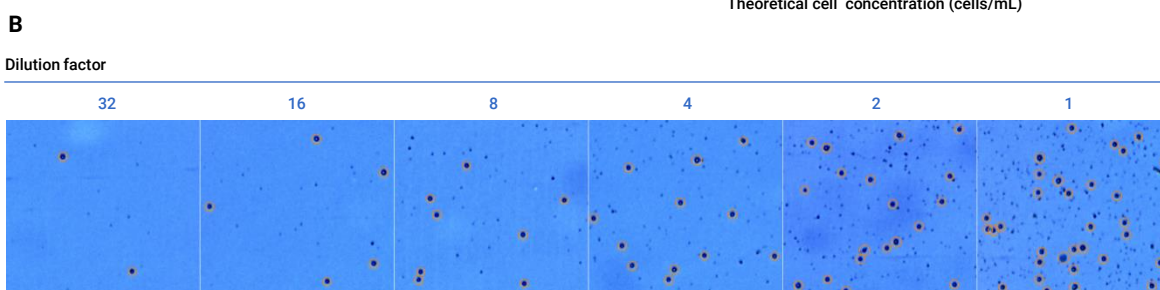 Theoretical cell concentration (cells/mL)
B
Dilution factor
32 16 8 4 2 1